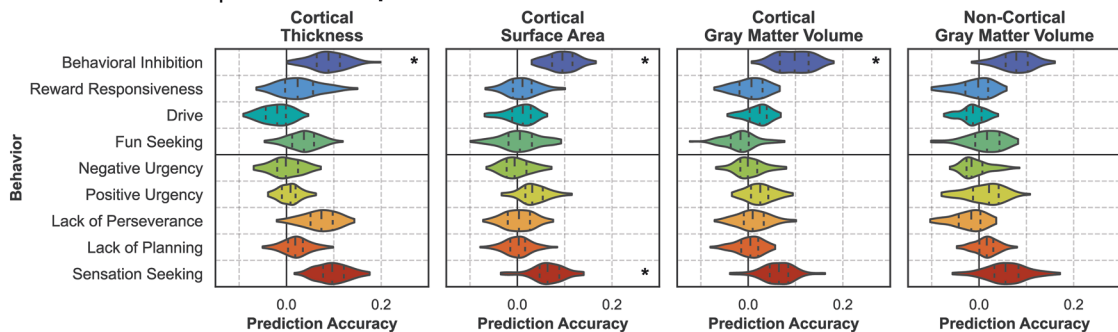 Cortical
Thickness
Cortical
Surface Area
Cortical
Gray Matter Volume
Non-Cortical
Gray Matter Volume
Behavior
Behavioral Inhibition
*
*
*
Reward Responsiveness
Drive
Fun Seeking
Negative Urgency
Positive Urgency
Lack of Perseverance
Lack of Planning
Sensation Seeking
*
0.0 0.2
0.0 0.2
0.0 0.2
0.0 0.2
Prediction Accuracy
Prediction Accuracy
Prediction Accuracy
Prediction Accuracy